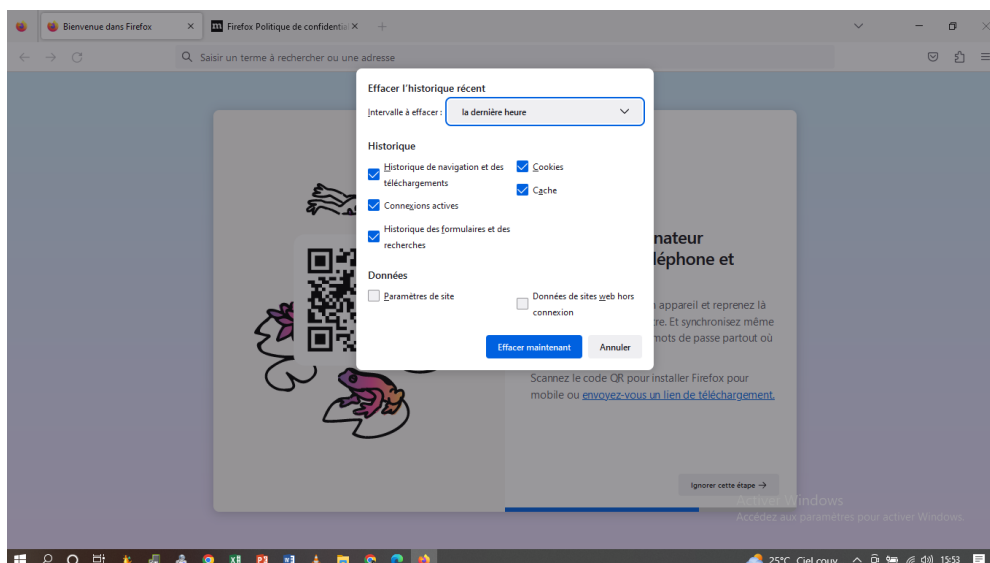 Bienvenue dans Firefox
Firefox Politique de confidential
Saisir un terme à rechercher ou une adresse
Effacer l'historique récent
Intervalle à effacer : la dernière heure
Historique
Historique de navigation et des téléchargements
Cookies
Cache
Connexions actives
Historique des formulaires et des recherches
Données
Paramètres de site
Données de sites web hors connexion
Effacer maintenant Annuler
nateur
léphone et
appareil et reprenez là
tre. Et synchronisez même
mots de passe partout où
Scannez le code QR pour installer Firefox pour
mobile ou envoyez-vous un lien de téléchargement.
Ignorer cette étape →
Activer Windows
Accédez aux paramètres pour activer Windows.
25°C Ciel couv. 15:53